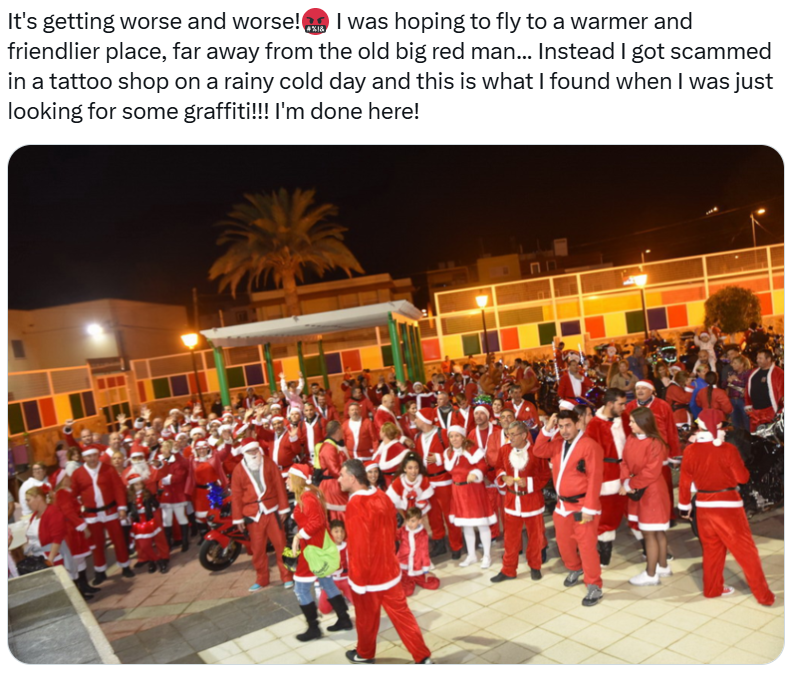 It's getting worse and worse!🤬 I was hoping to fly to a warmer and
friendlier place, far away from the old big red man... Instead I got scammed
in a tattoo shop on a rainy cold day and this is what I found when I was just
looking for some graffiti!!! I'm done here!